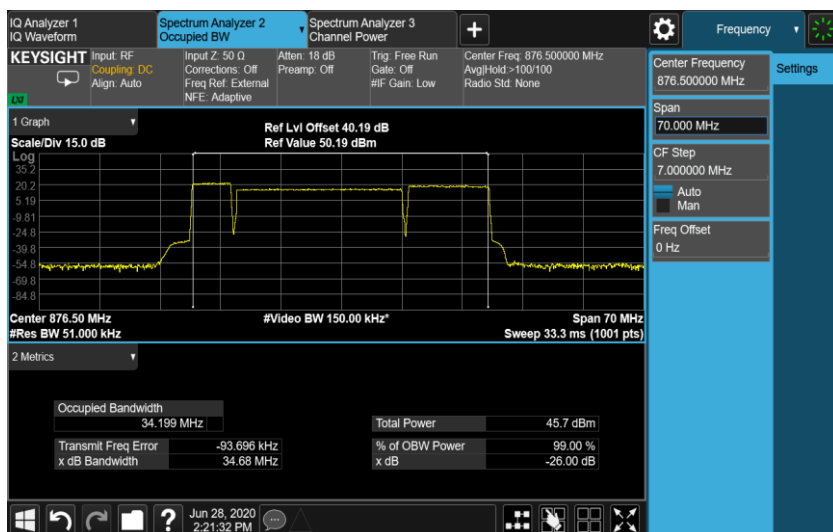 IQ Analyzer 1
IQ Waveform
Spectrum Analyzer 2
Occupied BW
Spectrum Analyzer 3
Channel Power
Frequency
KEYSIGHT
LXI
Input: RF
Coupling: DC
Align: Auto
Input Z: 50 Ω
Corrections: Off
Freq Ref: External
NFE: Adaptive
Atten: 18 dB
Preamp: Off
Trig: Free Run
Gate: Off
#IF Gain: Low
Center Freq: 876.500000 MHz
Avg|Hold:>100/100
Radio Std: None
Center Frequency
876.500000 MHz
Settings
Span
70.000 MHz
CF Step
7.000000 MHz
Auto
Man
Freq Offset
0 Hz
1 Graph
Scale/Div 15.0 dB
Ref Lvl Offset 40.19 dB
Ref Value 50.19 dBm
Log
35.2
20.2
5.19
-9.81
-24.8
-39.8
-54.8
-69.8
-84.8
Center 876.50 MHz
#Video BW 150.00 kHz*
Span 70 MHz
#Res BW 51.000 kHz
Sweep 33.3 ms (1001 pts)
2 Metrics
Occupied Bandwidth
34.199 MHz
Total Power 45.7 dBm
Transmit Freq Error -93.696 kHz
% of OBW Power 99.00 %
x dB Bandwidth 34.68 MHz
x dB -26.00 dB
?
Jun 28, 2020
2:21:32 PM